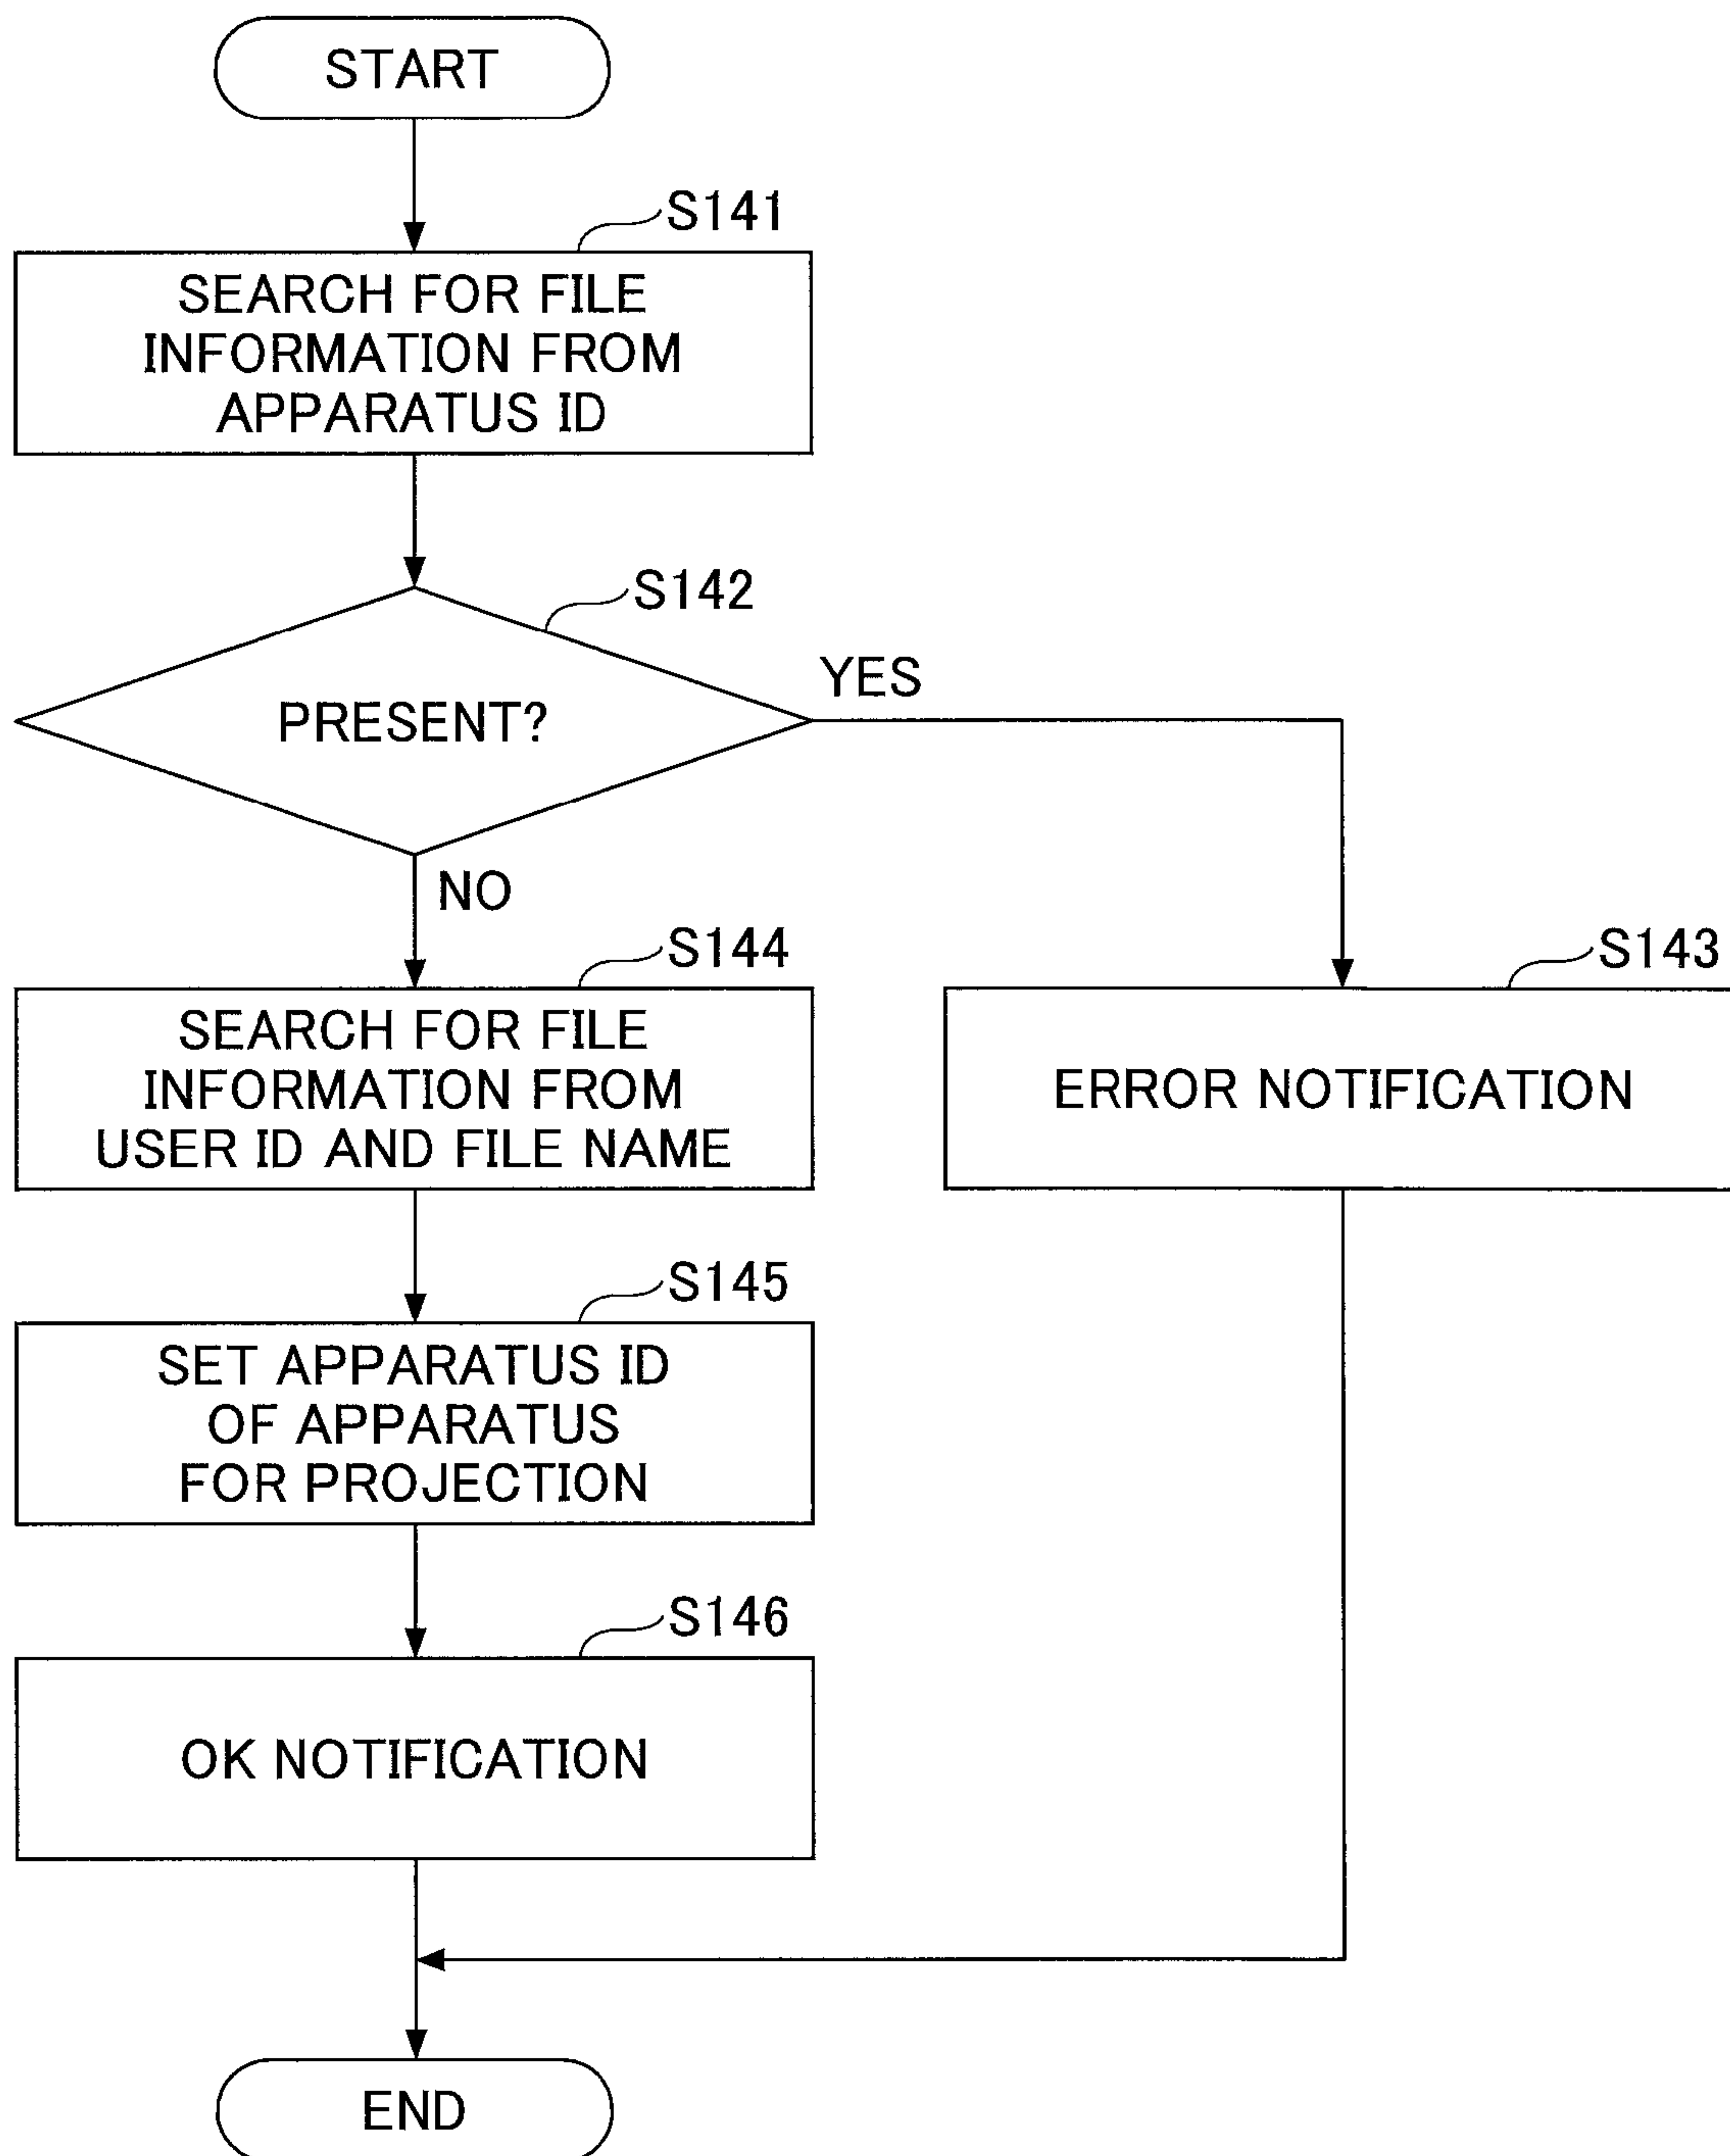 START
S141
SEARCH FOR FILE
INFORMATION FROM
APPARATUS ID
S142
PRESENT?
YES
NO
S144
SEARCH FOR FILE
INFORMATION FROM
USER ID AND FILE NAME
S143
ERROR NOTIFICATION
S145
SET APPARATUS ID
OF APPARATUS
FOR PROJECTION
S146
OK NOTIFICATION
END